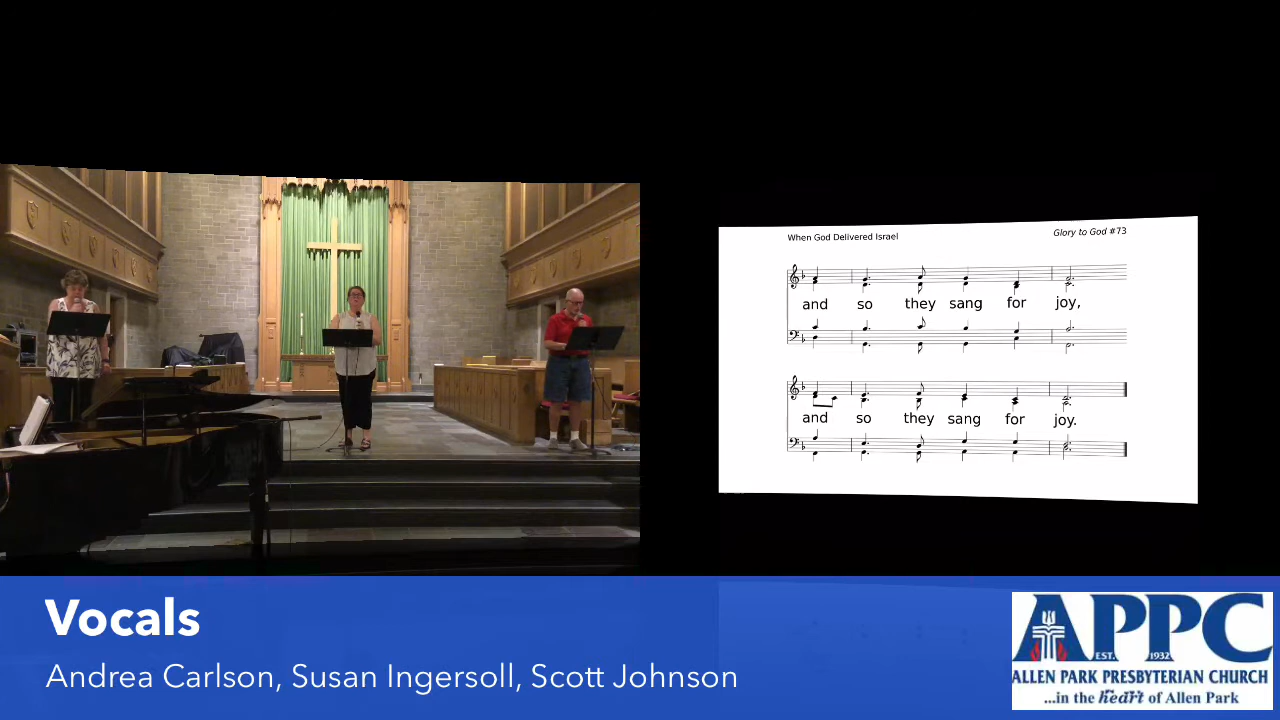 When God Delivered Israel
Glory to God #73
and so they sang for joy,
and so they sang for joy.
Vocals
Andrea Carlson, Susan Ingersoll, Scott Johnson
APPC
EST. 1932
ALLEN PARK PRESBYTERIAN CHURCH
...in the heart of Allen Park